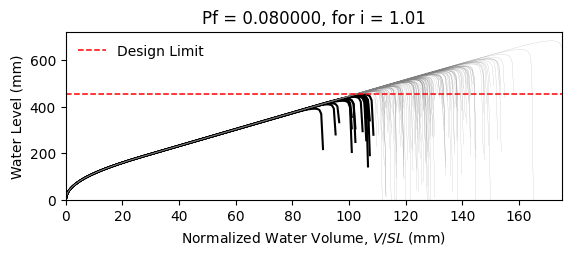 Pf = 0.080000, for i = 1.01
Design Limit
Water Level (mm)
600
400
200
0
0 20 40 60 80 100 120 140 160
Normalized Water Volume, V/SL (mm)